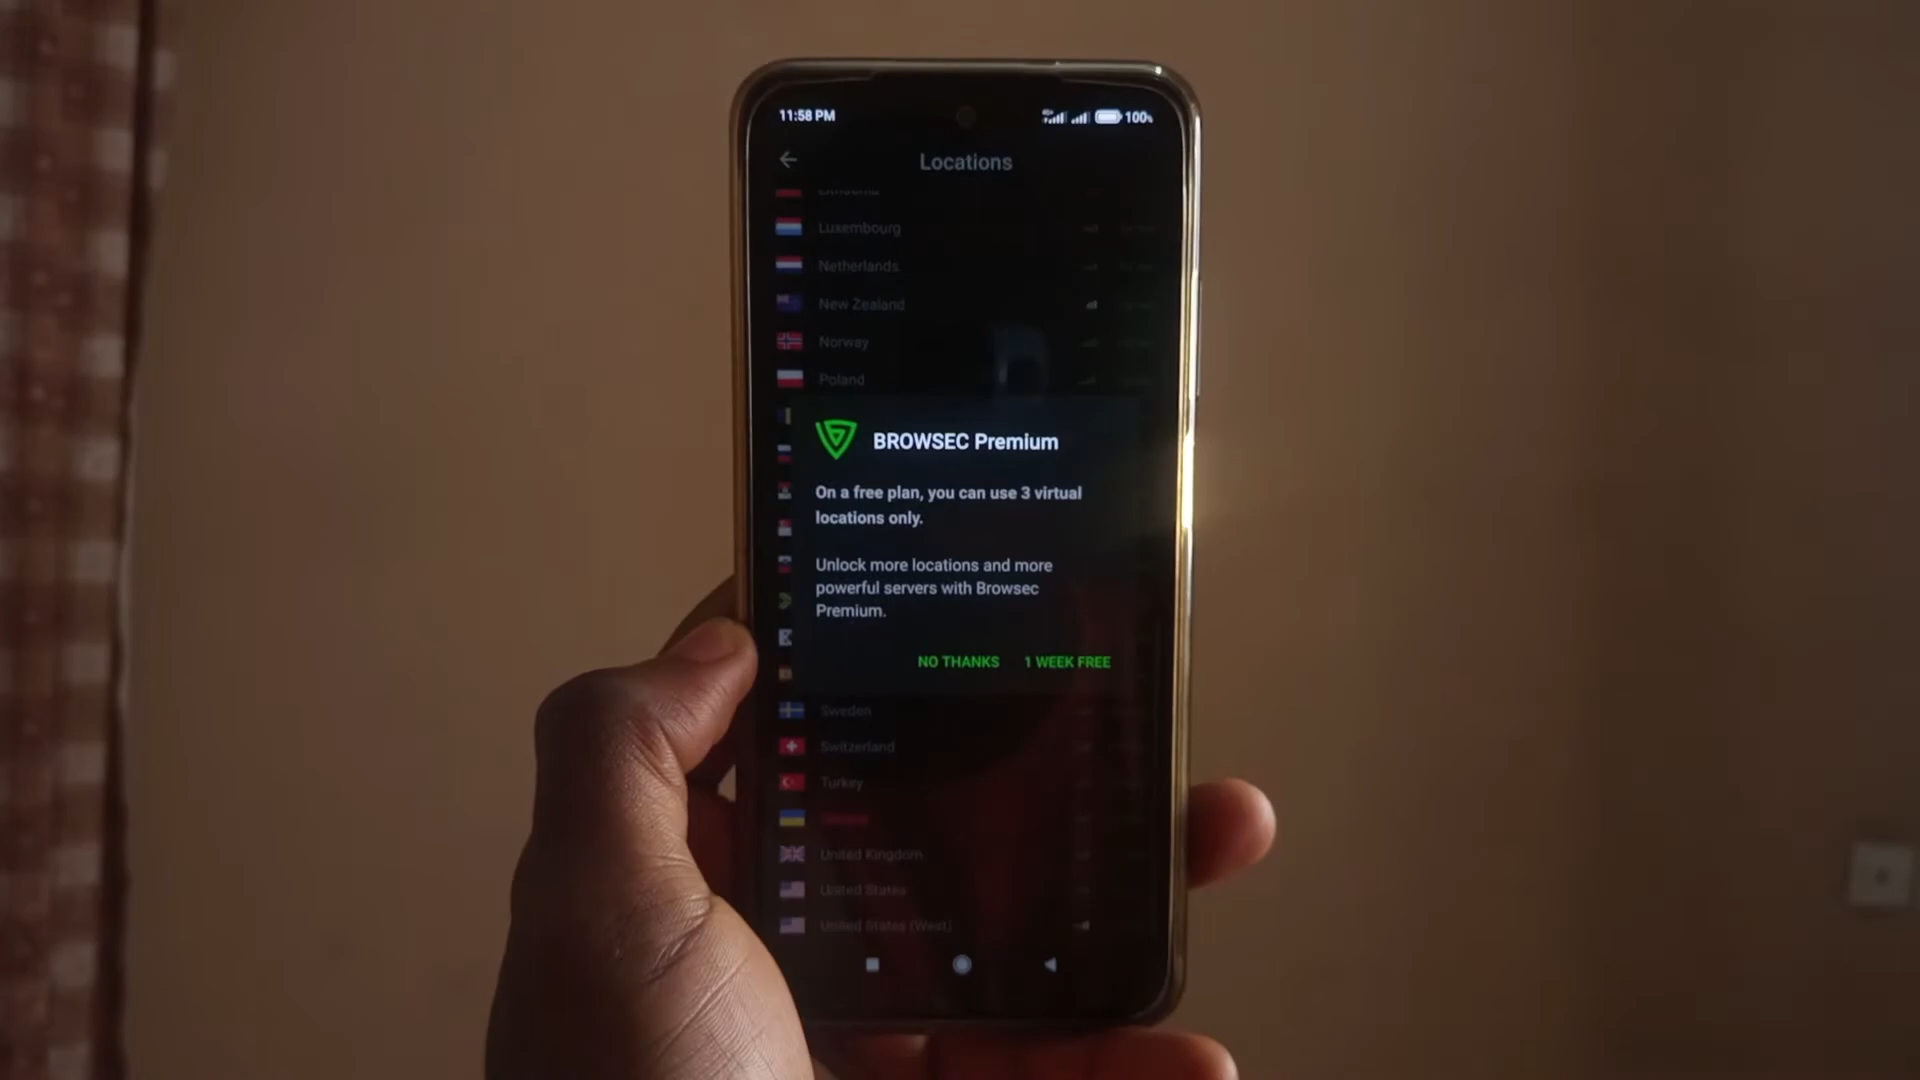 11:58 PM
100%
Locations
Luxembourg
Netherlands
New Zealand
Norway
Poland
BROWSEC Premium
On a free plan, you can use 3 virtual
locations only.
Unlock more locations and more
powerful servers with Browsec
Premium.
NO THANKS 1 WEEK FREE
Sweden
Switzerland
Turkey
United Kingdom
United States
United States (West)